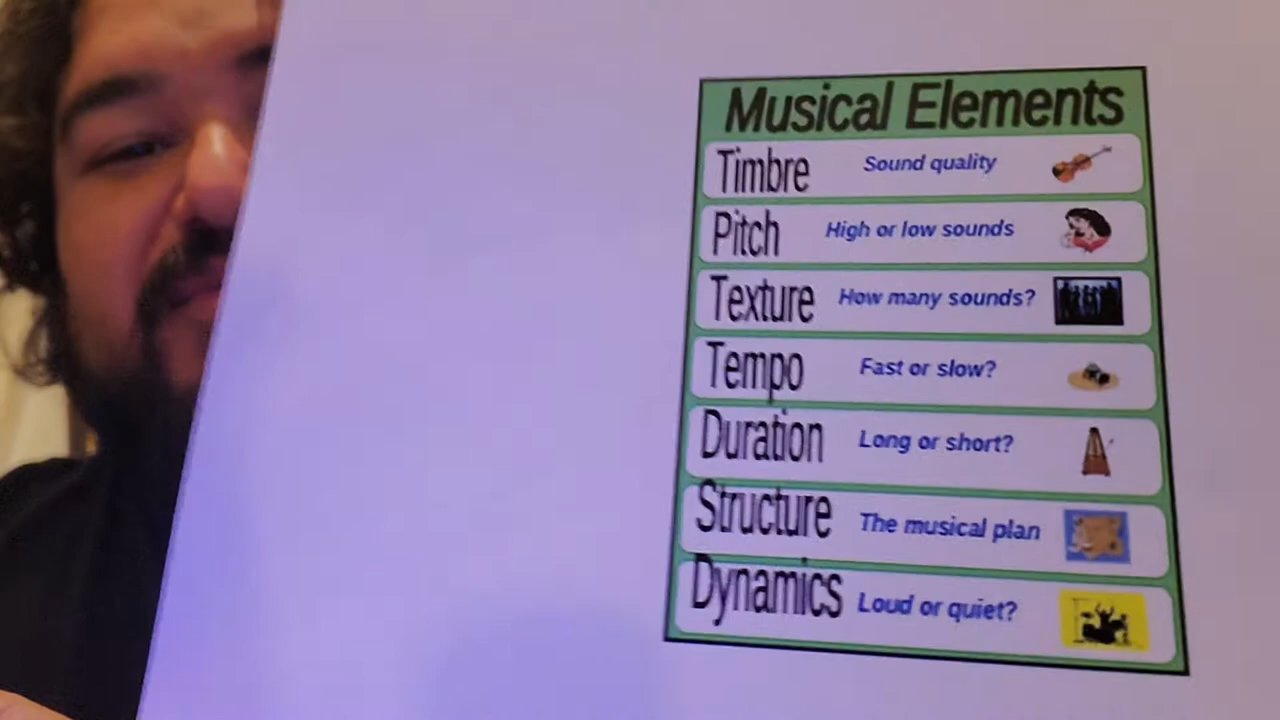 Musical Elements
Timbre Sound quality
Pitch High or low sounds
Texture How many sounds?
Tempo Fast or slow?
Duration Long or short?
Structure The musical plan
Dynamics Loud or quiet?